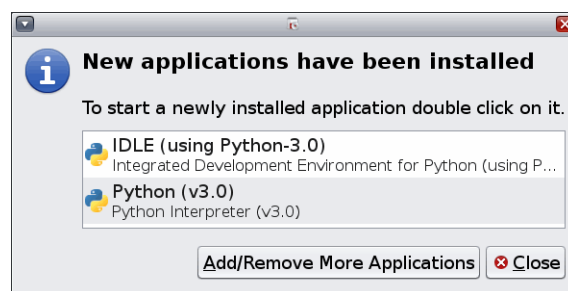 New applications have been installed
To start a newly installed application double click on it.
IDLE (using Python-3.0)
Integrated Development Environment for Python (using P...
Python (v3.0)
Python Interpreter (v3.0)
Add/Remove More Applications
Close